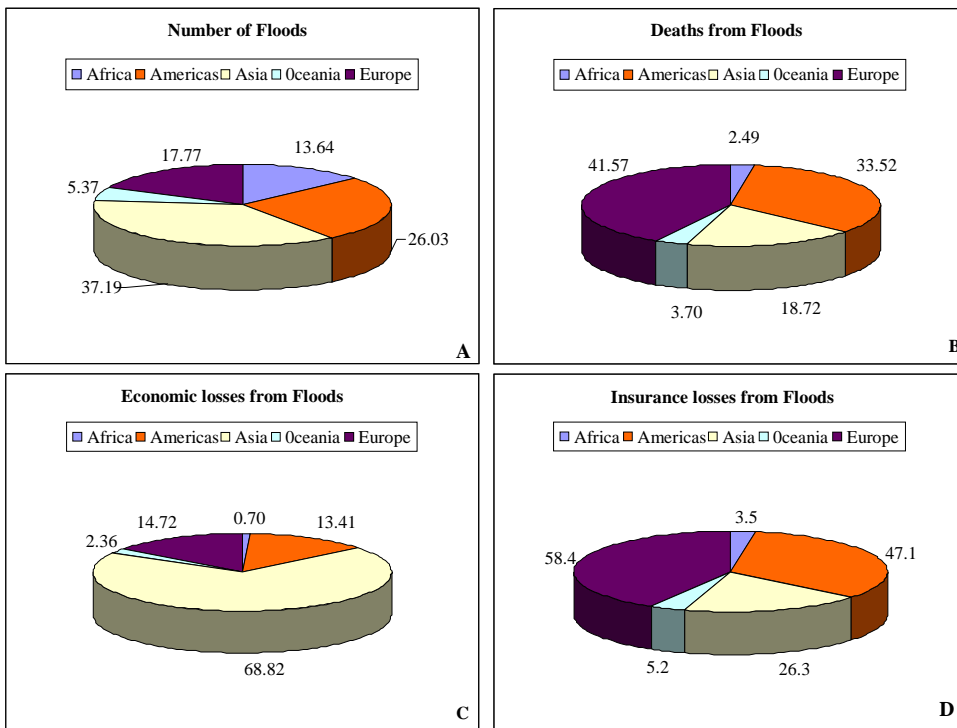 Number of Floods
Africa Americas Asia 0ceania Europe
17.77 13.64
5.37
26.03
37.19
A
Deaths from Floods
Africa Americas Asia 0ceania Europe
2.49
41.57 33.52
3.70 18.72
B
Economic losses from Floods
Africa Americas Asia 0ceania Europe
14.72 0.70 13.41
2.36
68.82
C
Insurance losses from Floods
Africa Americas Asia 0ceania Europe
3.5
58.4 47.1
5.2 26.3
D